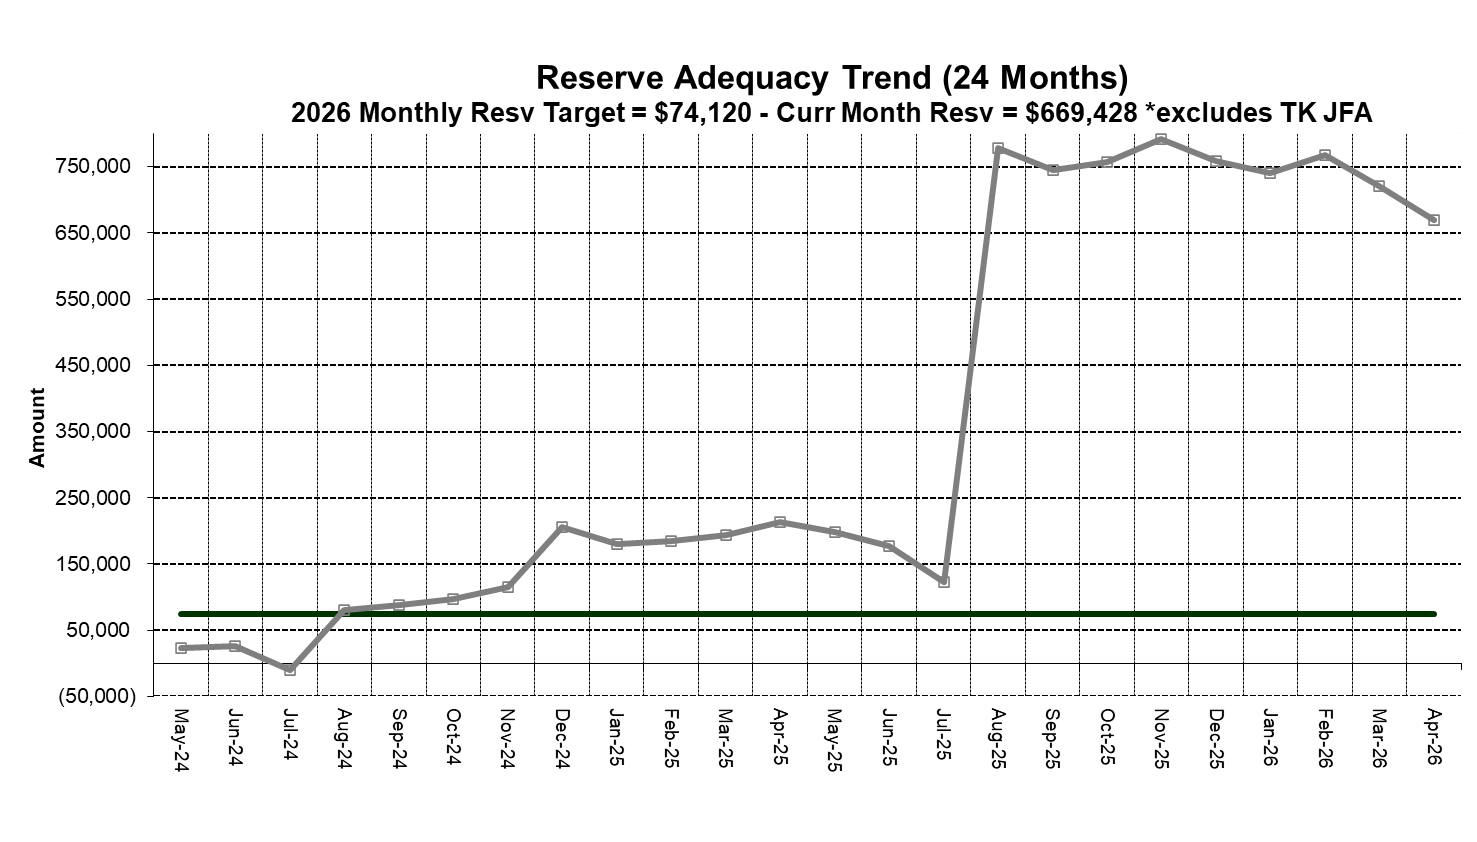 Reserve Adequacy Trend (24 Months)
2026 Monthly Resv Target = $74,120 - Curr Month Resv = $669,428 *excludes TK JFA
Amount
750,000
650,000
550,000
450,000
350,000
250,000
150,000
50,000
(50,000)
May-24
Jun-24
Jul-24
Aug-24
Sep-24
Oct-24
Nov-24
Dec-24
Jan-25
Feb-25
Mar-25
Apr-25
May-25
Jun-25
Jul-25
Aug-25
Sep-25
Oct-25
Nov-25
Dec-25
Jan-26
Feb-26
Mar-26
Apr-26